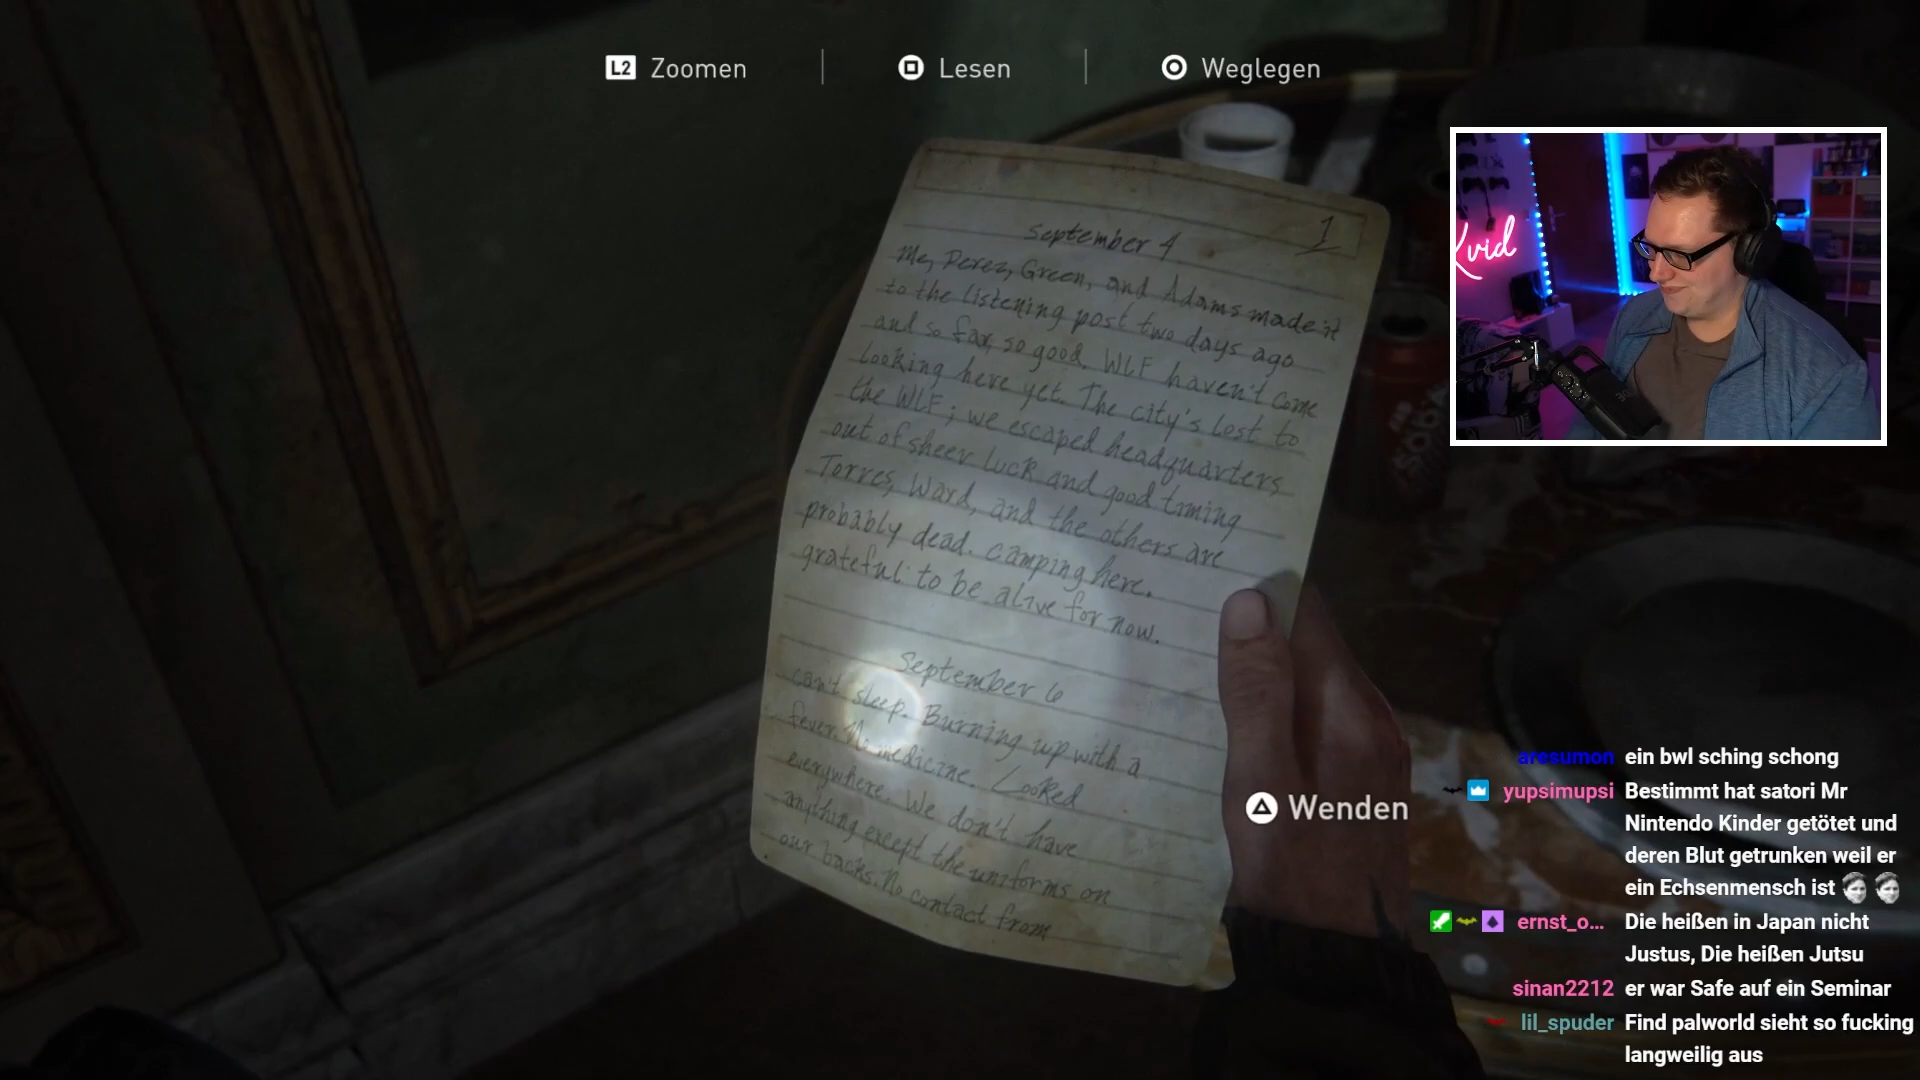 L2 Zoomen
Lesen
Weglegen
September 4
1
Me, Perez, Green, and Adams made it
to the listening post two days ago
and so far, so good. WLF haven't come
looking here yet. The city's lost to
the WLF; we escaped headquarters
out of sheer luck and good timing
Torres, Ward, and the others are
probably dead. camping here.
grateful to be alive for now.
September 6
can't sleep. Burning up with a
fever. No medicine. Looked
everywhere. We don't have
anything except the uniforms on
our backs. No contact from
Wenden
Kvid
aresumon ein bwl sching schong
yupsimupsi Bestimmt hat satori Mr
Nintendo Kinder getötet und
deren Blut getrunken weil er
ein Echsenmensch ist
ernst_o... Die heißen in Japan nicht
Justus, Die heißen Jutsu
sinan2212 er war Safe auf ein Seminar
lil_spuder Find palworld sieht so fucking
langweilig aus